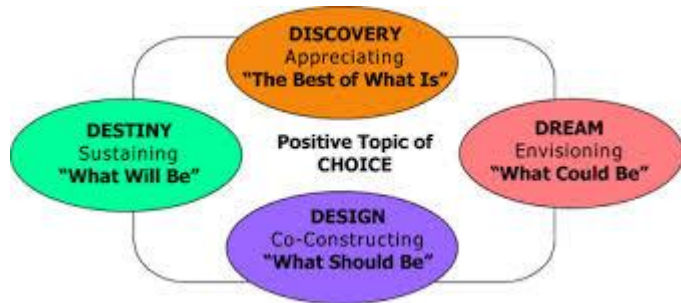 DISCOVERY
Appreciating
"The Best of What Is"
DESTINY
Sustaining
"What Will Be"
Positive Topic of
CHOICE
DREAM
Envisioning
"What Could Be"
DESIGN
Co-Constructing
"What Should Be"